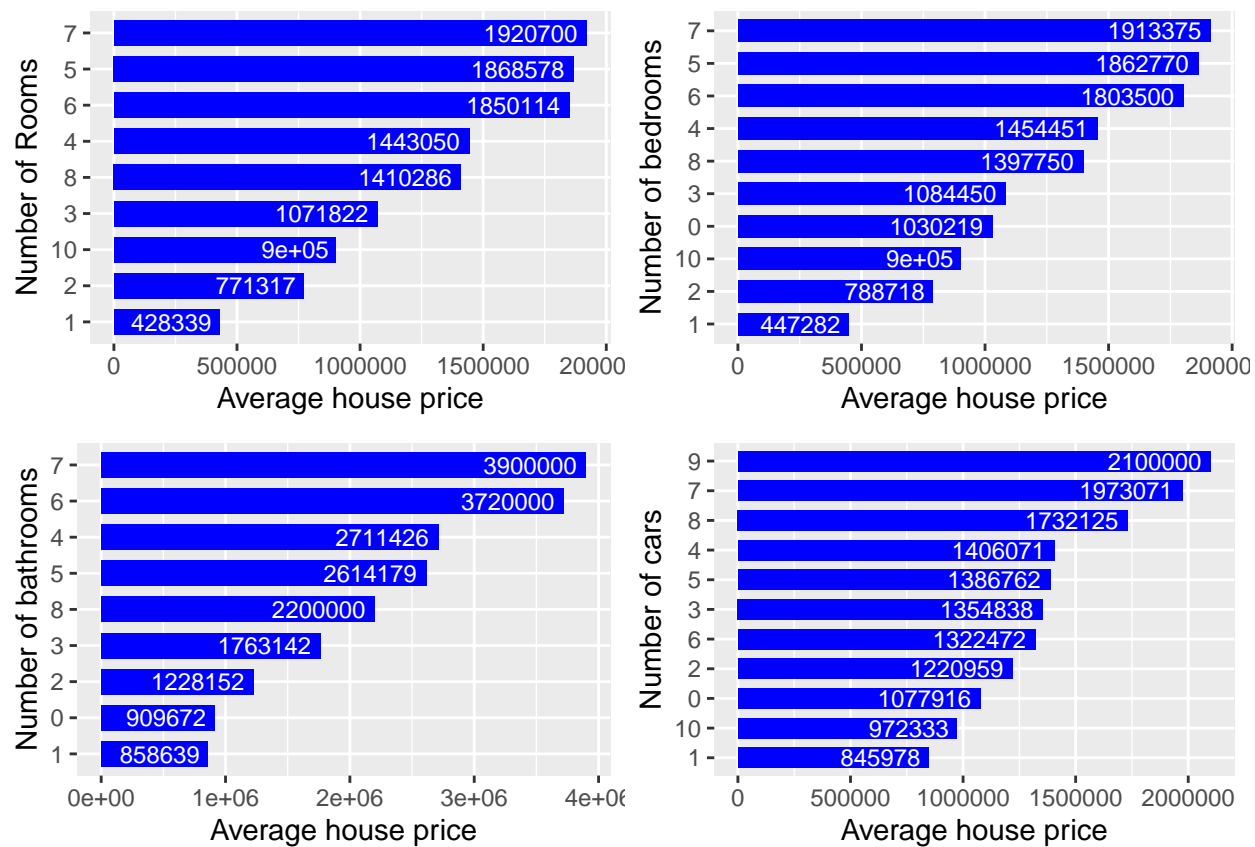 Number of Rooms
7 1920700
5 1868578
6 1850114
4 1443050
8 1410286
3 1071822
10 9e+05
2 771317
1 428339
0 500000 1000000 1500000 20000
Average house price
Number of bedrooms
7 1913375
5 1862770
6 1803500
4 1454451
8 1397750
3 1084450
0 1030219
10 9e+05
2 788718
1 447282
0 500000 1000000 1500000 20000
Average house price
Number of bathrooms
7 3900000
6 3720000
4 2711426
5 2614179
8 2200000
3 1763142
2 1228152
0 909672
1 858639
0e+00 1e+06 2e+06 3e+06 4e+0
Average house price
Number of cars
9 2100000
7 1973071
8 1732125
4 1406071
5 1386762
3 1354838
6 1322472
2 1220959
0 1077916
10 972333
1 845978
0 500000 1000000 1500000 2000000
Average house price